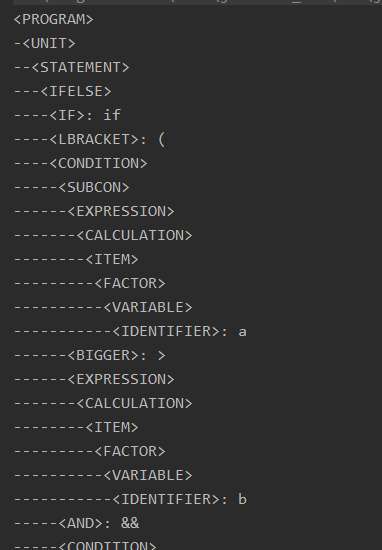 <PROGRAM>
-<UNIT>
--<STATEMENT>
---<IFELSE>
----<IF>: if
----<LBRACKET>: (
----<CONDITION>
-----<SUBCON>
------<EXPRESSION>
-------<CALCULATION>
--------<ITEM>
---------<FACTOR>
----------<VARIABLE>
-----------<IDENTIFIER>: a
------<BIGGER>: >
------<EXPRESSION>
-------<CALCULATION>
--------<ITEM>
---------<FACTOR>
----------<VARIABLE>
-----------<IDENTIFIER>: b
-----<AND>: &&
-----<CONDITION>